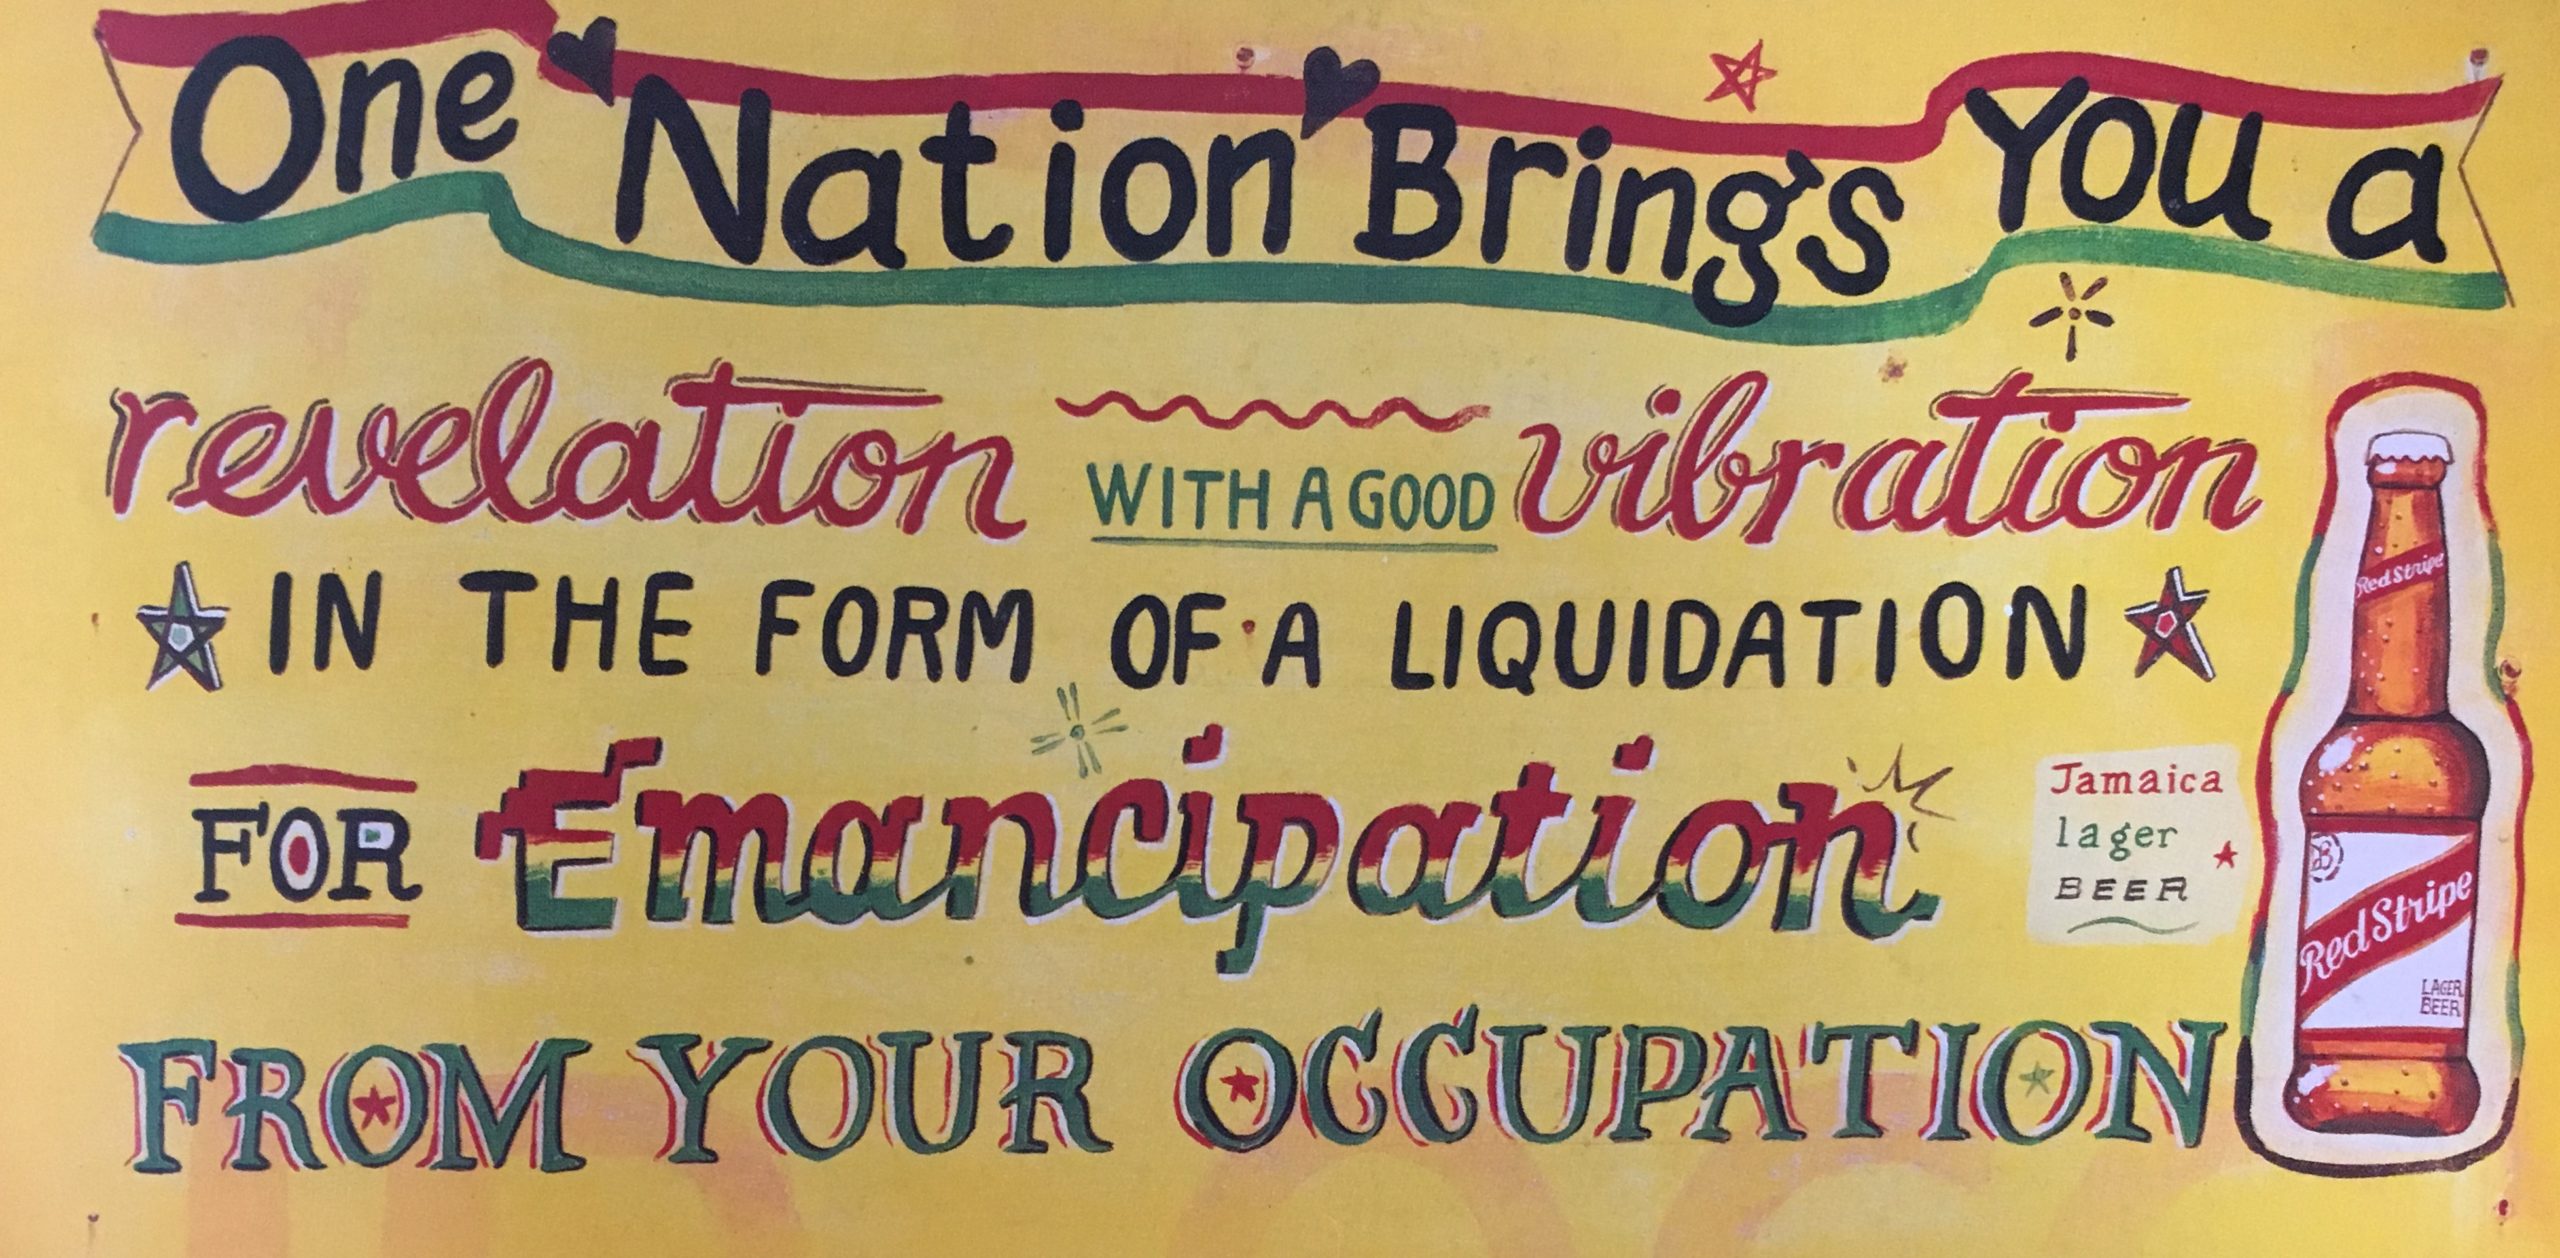 One Nation Brings You a
revelation WITH A GOOD vibration
IN THE FORM OF A LIQUIDATION
FOR Emancipation
FROM YOUR OCCUPATION
Jamaica
lager
BEER
Red Stripe
DB
Red Stripe
LAGER
BEER